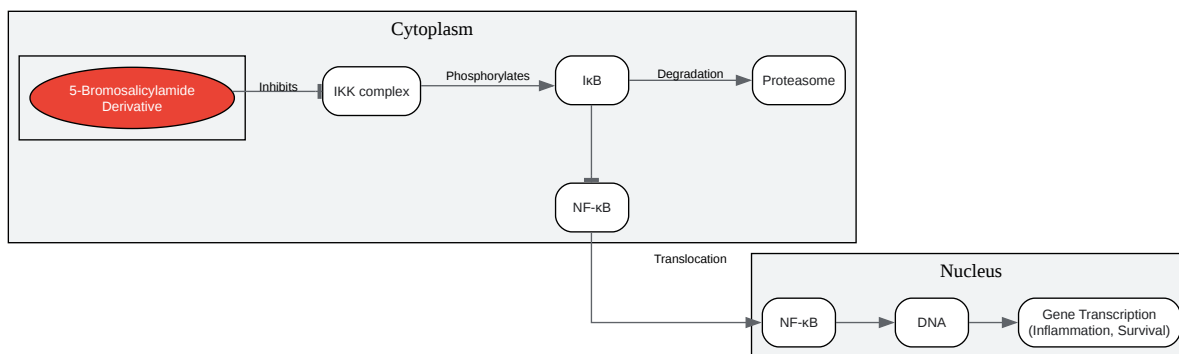 Cytoplasm
5-Bromosalicylamide
Derivative
Inhibits
IKK complex
Phosphorylates
IκB
Degradation
Proteasome
NF-κB
Translocation
Nucleus
NF-κB
DNA
Gene Transcription
(Inflammation, Survival)